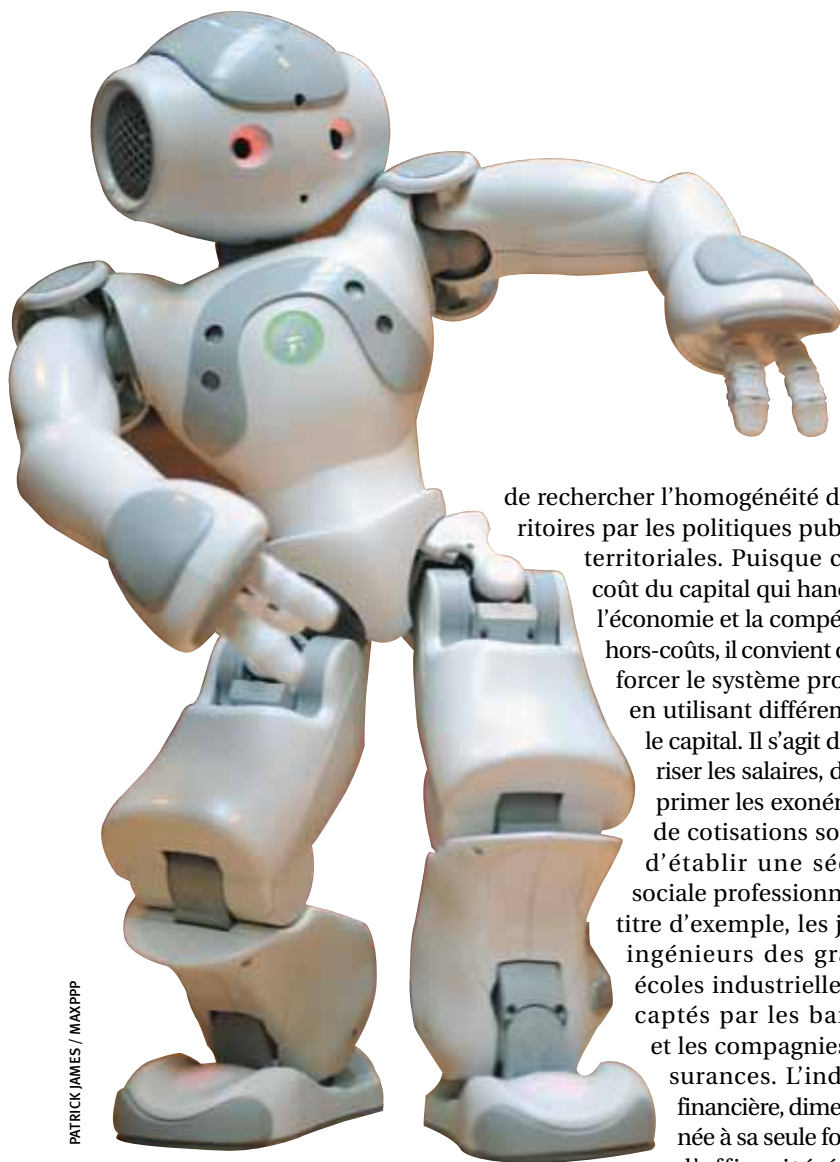 de rechercher l'homogénéité d
ritoires par les politiques pub
territoriales. Puisque c
coût du capital qui hand
l'économie et la compé
hors-coûts, il convient d
forcer le système pro
en utilisant différen
le capital. Il s'agit d
riser les salaires, d
primer les exonér
de cotisations so
d'établir une sé
sociale professionn
titre d'exemple, les j
ingénieurs des gra
écoles industrielle
captés par les ban
et les compagnies
surances. L'ind
financière, dime
née à sa seule fo
PATRICK JAMES / MAXPPP